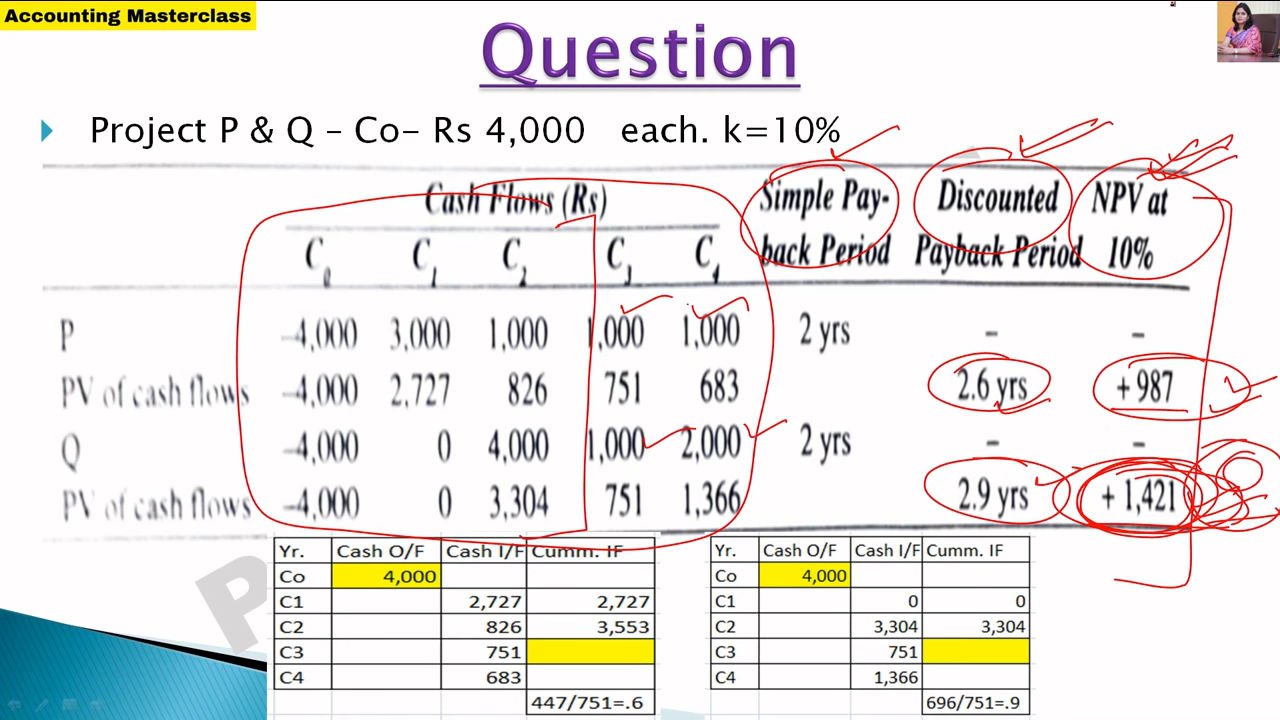 Accounting Masterclass
Question
Project P & Q – Co– Rs 4,000 each. k=10%
Cash Flows (Rs) Simple Pay- Discounted NPV at
C0 C1 C2 C3 C4 back Period Payback Period 10%
P –4,000 3,000 1,000 1,000 1,000 2 yrs – –
PV of cash flows –4,000 2,727 826 751 683 2.6 yrs + 987
Q –4,000 0 4,000 1,000 2,000 2 yrs – –
PV of cash flows –4,000 0 3,304 751 1,366 2.9 yrs + 1,421
Yr. Cash O/F Cash I/F Cumm. IF
Co 4,000
C1 2,727 2,727
C2 826 3,553
C3 751
C4 683
447/751=.6
Yr. Cash O/F Cash I/F Cumm. IF
Co 4,000
C1 0 0
C2 3,304 3,304
C3 751
C4 1,366
696/751=.9
P